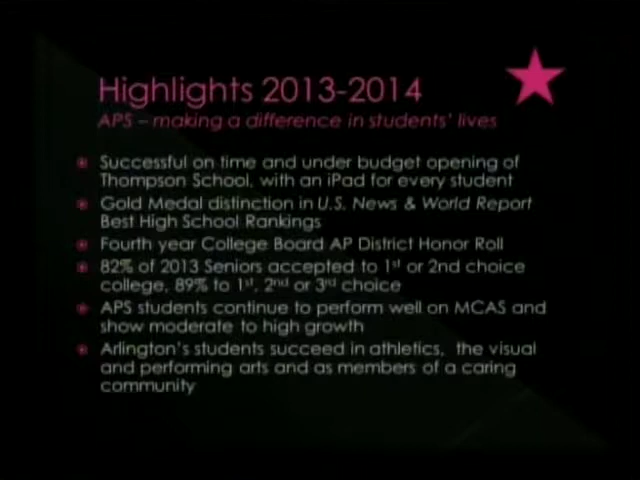 Highlights 2013-2014
APS – making a difference in students' lives
Successful on time and under budget opening of
Thompson School, with an iPad for every student
Gold Medal distinction in U.S. News & World Report
Best High School Rankings
Fourth year College Board AP District Honor Roll
82% of 2013 Seniors accepted to 1st or 2nd choice
college, 89% to 1st, 2nd or 3rd choice
APS students continue to perform well on MCAS and
show moderate to high growth
Arlington's students succeed in athletics, the visual
and performing arts and as members of a caring
community